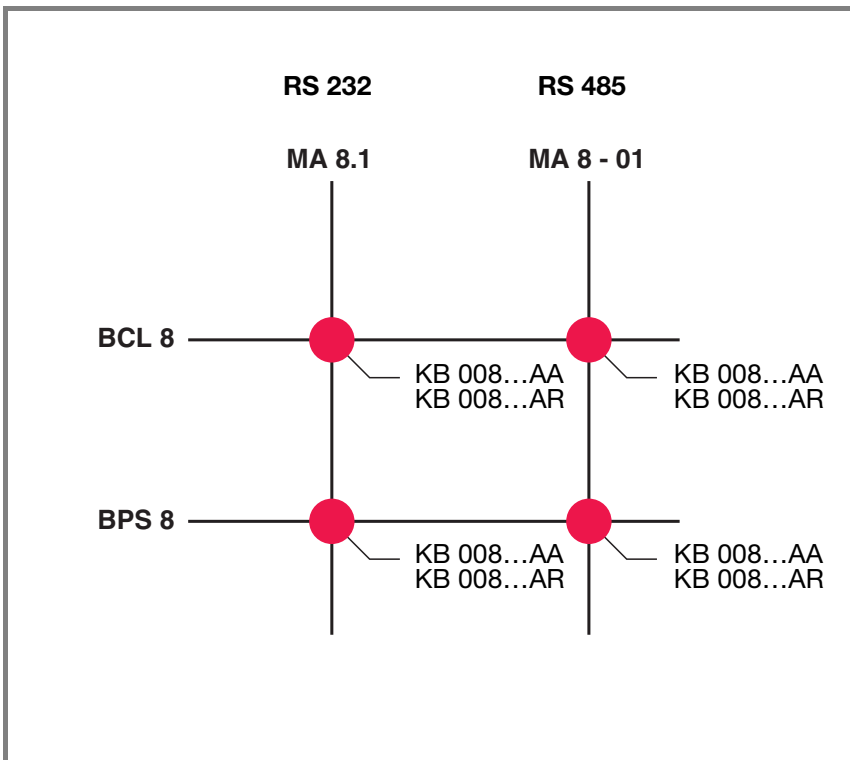 RS 232
RS 485
MA 8.1
MA 8 - 01
BCL 8
KB 008…AA
KB 008…AR
KB 008…AA
KB 008…AR
BPS 8
KB 008…AA
KB 008…AR
KB 008…AA
KB 008…AR